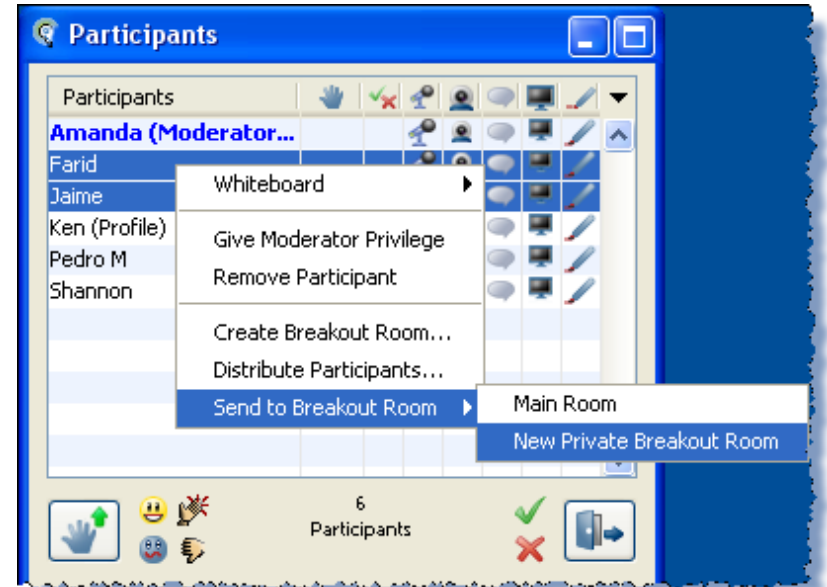 Participants
Participants
Amanda (Moderator...
Farid
Jaime
Ken (Profile)
Pedro M
Shannon
Whiteboard
Give Moderator Privilege
Remove Participant
Create Breakout Room...
Distribute Participants...
Send to Breakout Room
Main Room
New Private Breakout Room
6
Participants